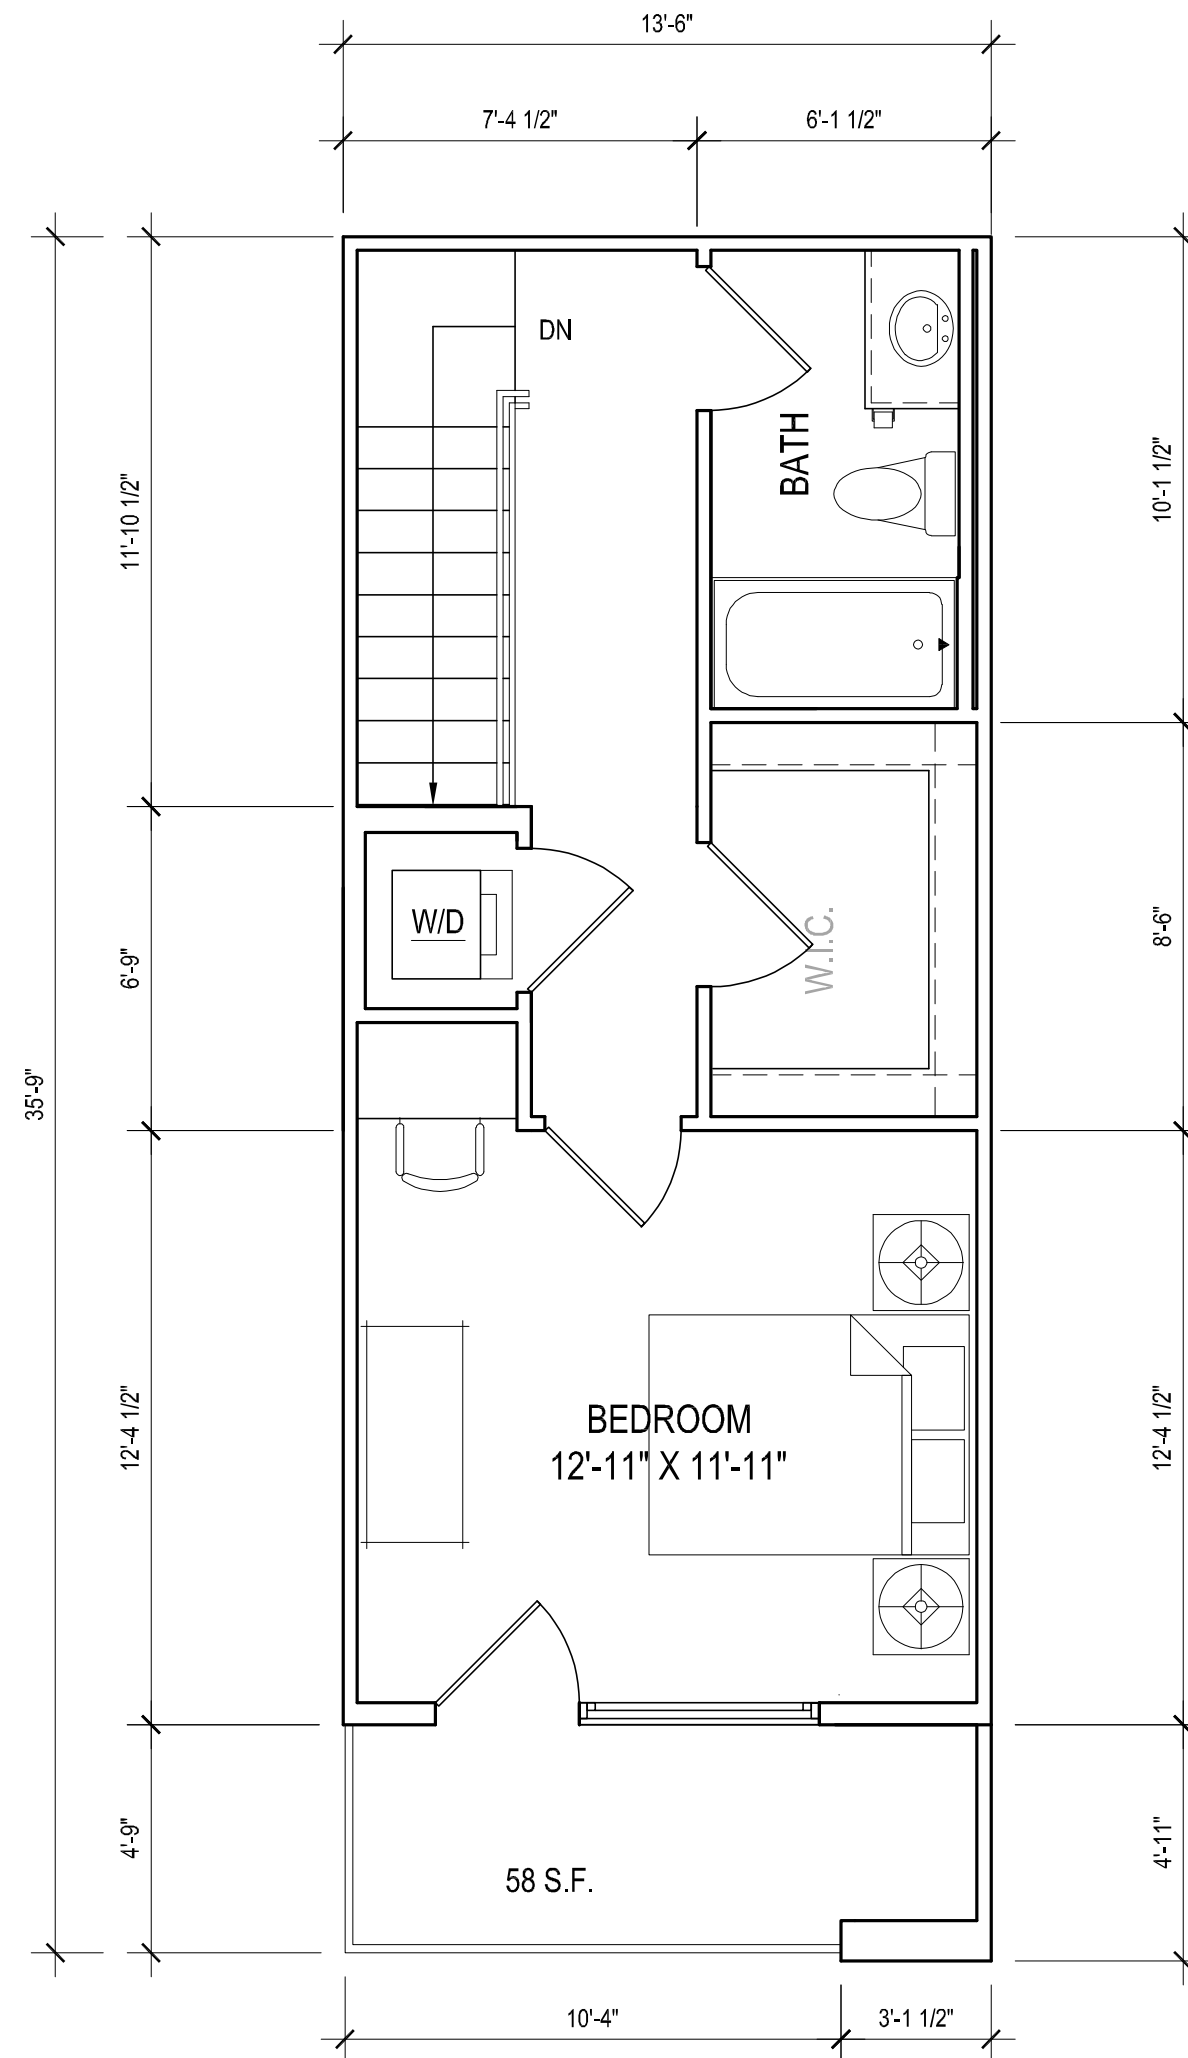 13'-6"
7'-4 1/2"
6'-1 1/2"
DN
BATH
11'-10 1/2"
10'-1 1/2"
W/D
W.I.C.
6'-9"
8'-6"
35'-9"
12'-4 1/2"
BEDROOM
12'-11" X 11'-11"
12'-4 1/2"
4'-9"
58 S.F.
4'-11"
10'-4"
3'-1 1/2"